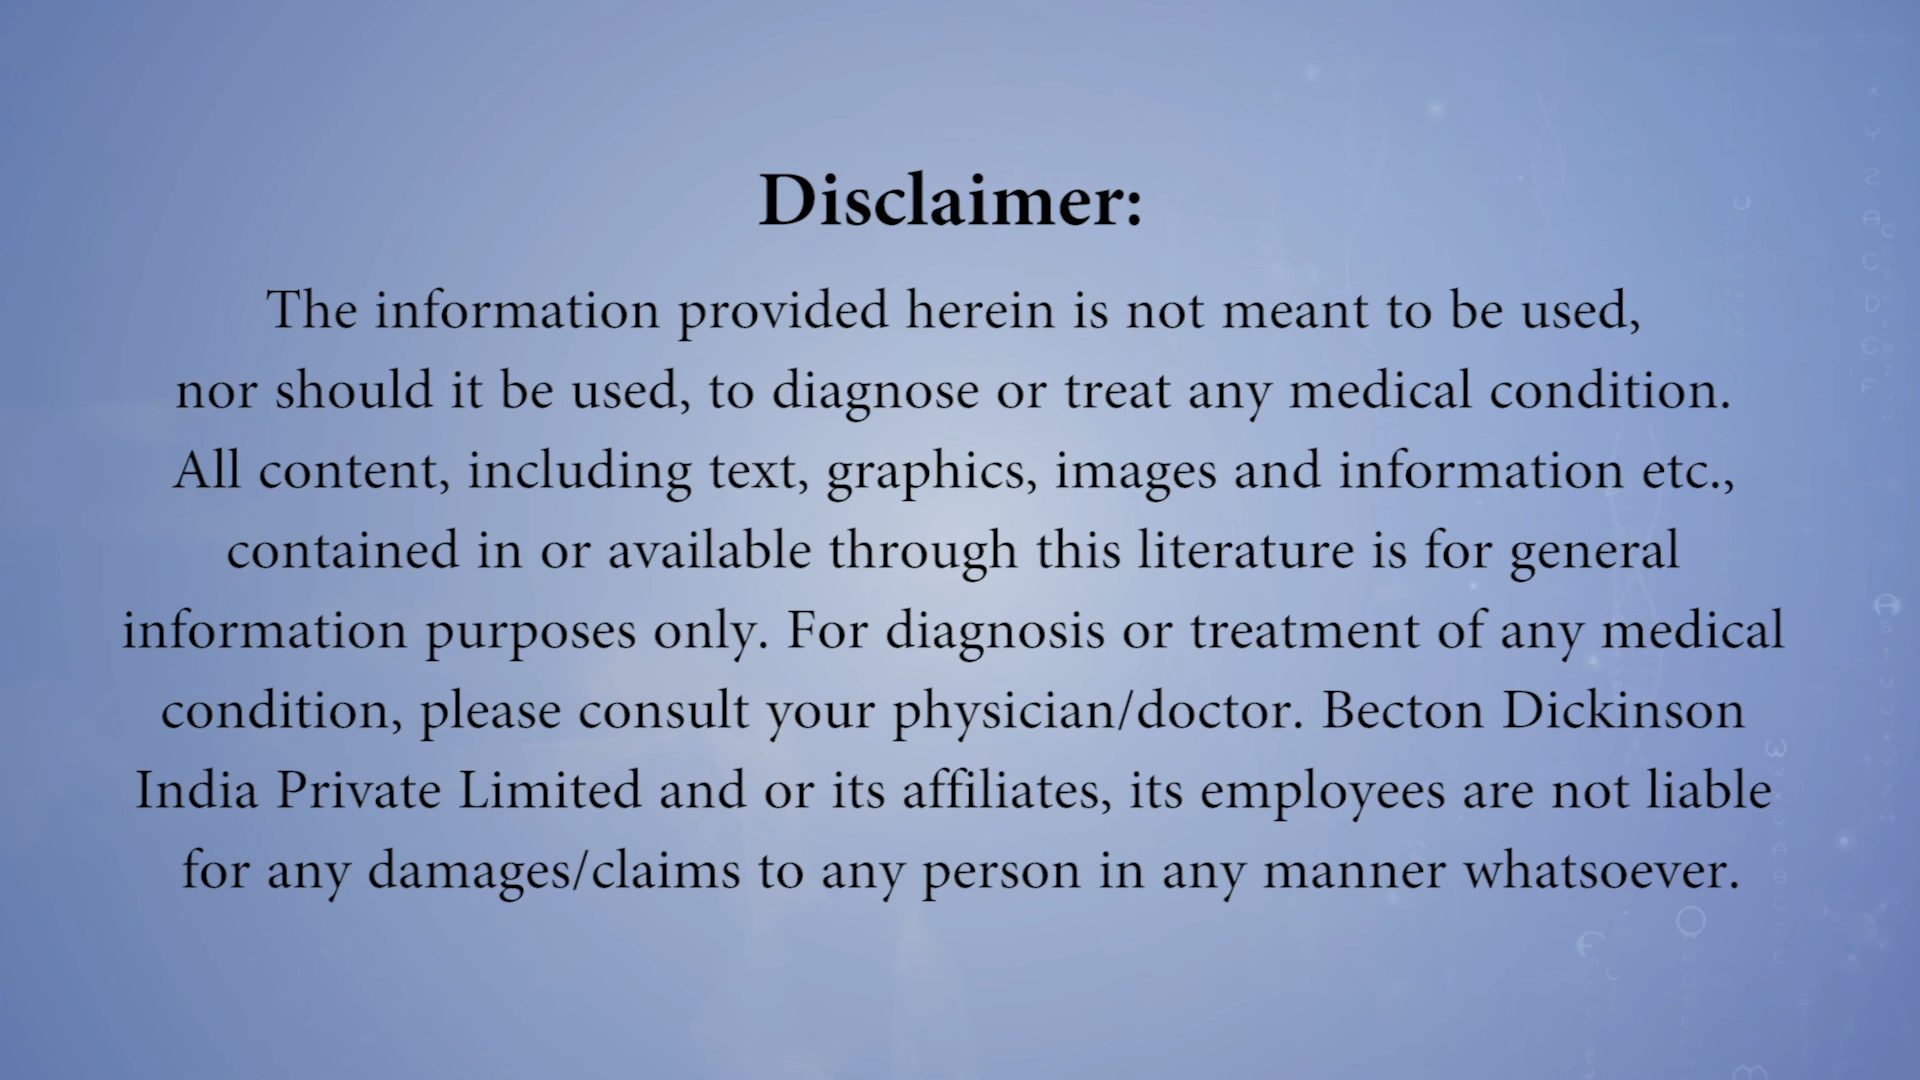 Disclaimer:
The information provided herein is not meant to be used,
nor should it be used, to diagnose or treat any medical condition.
All content, including text, graphics, images and information etc.,
contained in or available through this literature is for general
information purposes only. For diagnosis or treatment of any medical
condition, please consult your physician/doctor. Becton Dickinson
India Private Limited and or its affiliates, its employees are not liable
for any damages/claims to any person in any manner whatsoever.